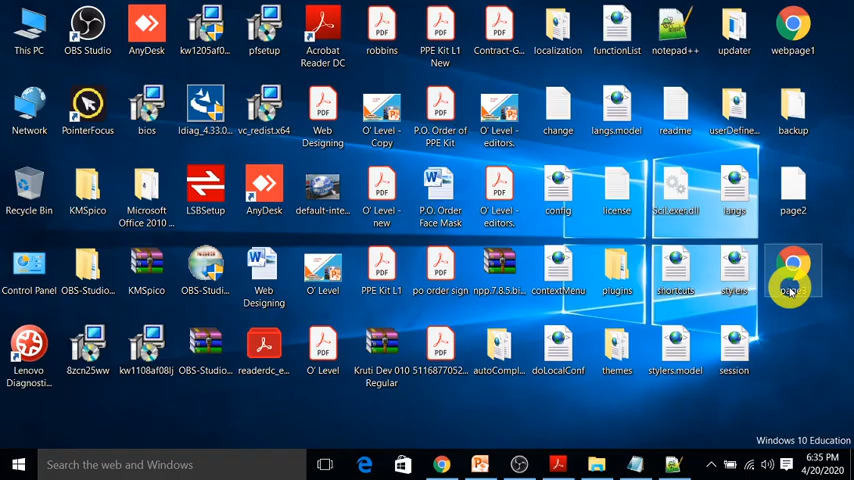 This PC
OBS Studio
AnyDesk
kw1205af0...
pfsetup
Acrobat
Reader DC
robbins
PPE Kit L1
New
Contract-G...
localization
functionList
notepad++
updater
webpage1
Network
PointerFocus
bios
ldiag_4.33.0...
vc_redist.x64
Web
Designing
O' Level -
Copy
P.O. Order of
PPE Kit
O' Level -
editors.
change
langs.model
readme
userDefine...
backup
Recycle Bin
KMSpico
Microsoft
Office 2010 ...
LSBSetup
AnyDesk
default-inte...
O' Level -
new
P.O. Order
Face Mask
O' Level -
editors.
config
license
SciLexer.dll
langs
page2
Control Panel
OBS-Studio...
KMSpico
OBS-Studi...
Web
Designing
O' Level
PPE Kit L1
po order sign
npp.7.8.5.bi...
contextMenu
plugins
shortcuts
stylers
page3
Lenovo
Diagnosti...
8zcn25ww
kw1108af08lj
OBS-Studio...
readerdc_e...
O' Level
Kruti Dev 010
Regular
5116877052...
autoCompl...
doLocalConf
themes
stylers.model
session
Windows 10 Education
Search the web and Windows
6:35 PM
4/20/2020